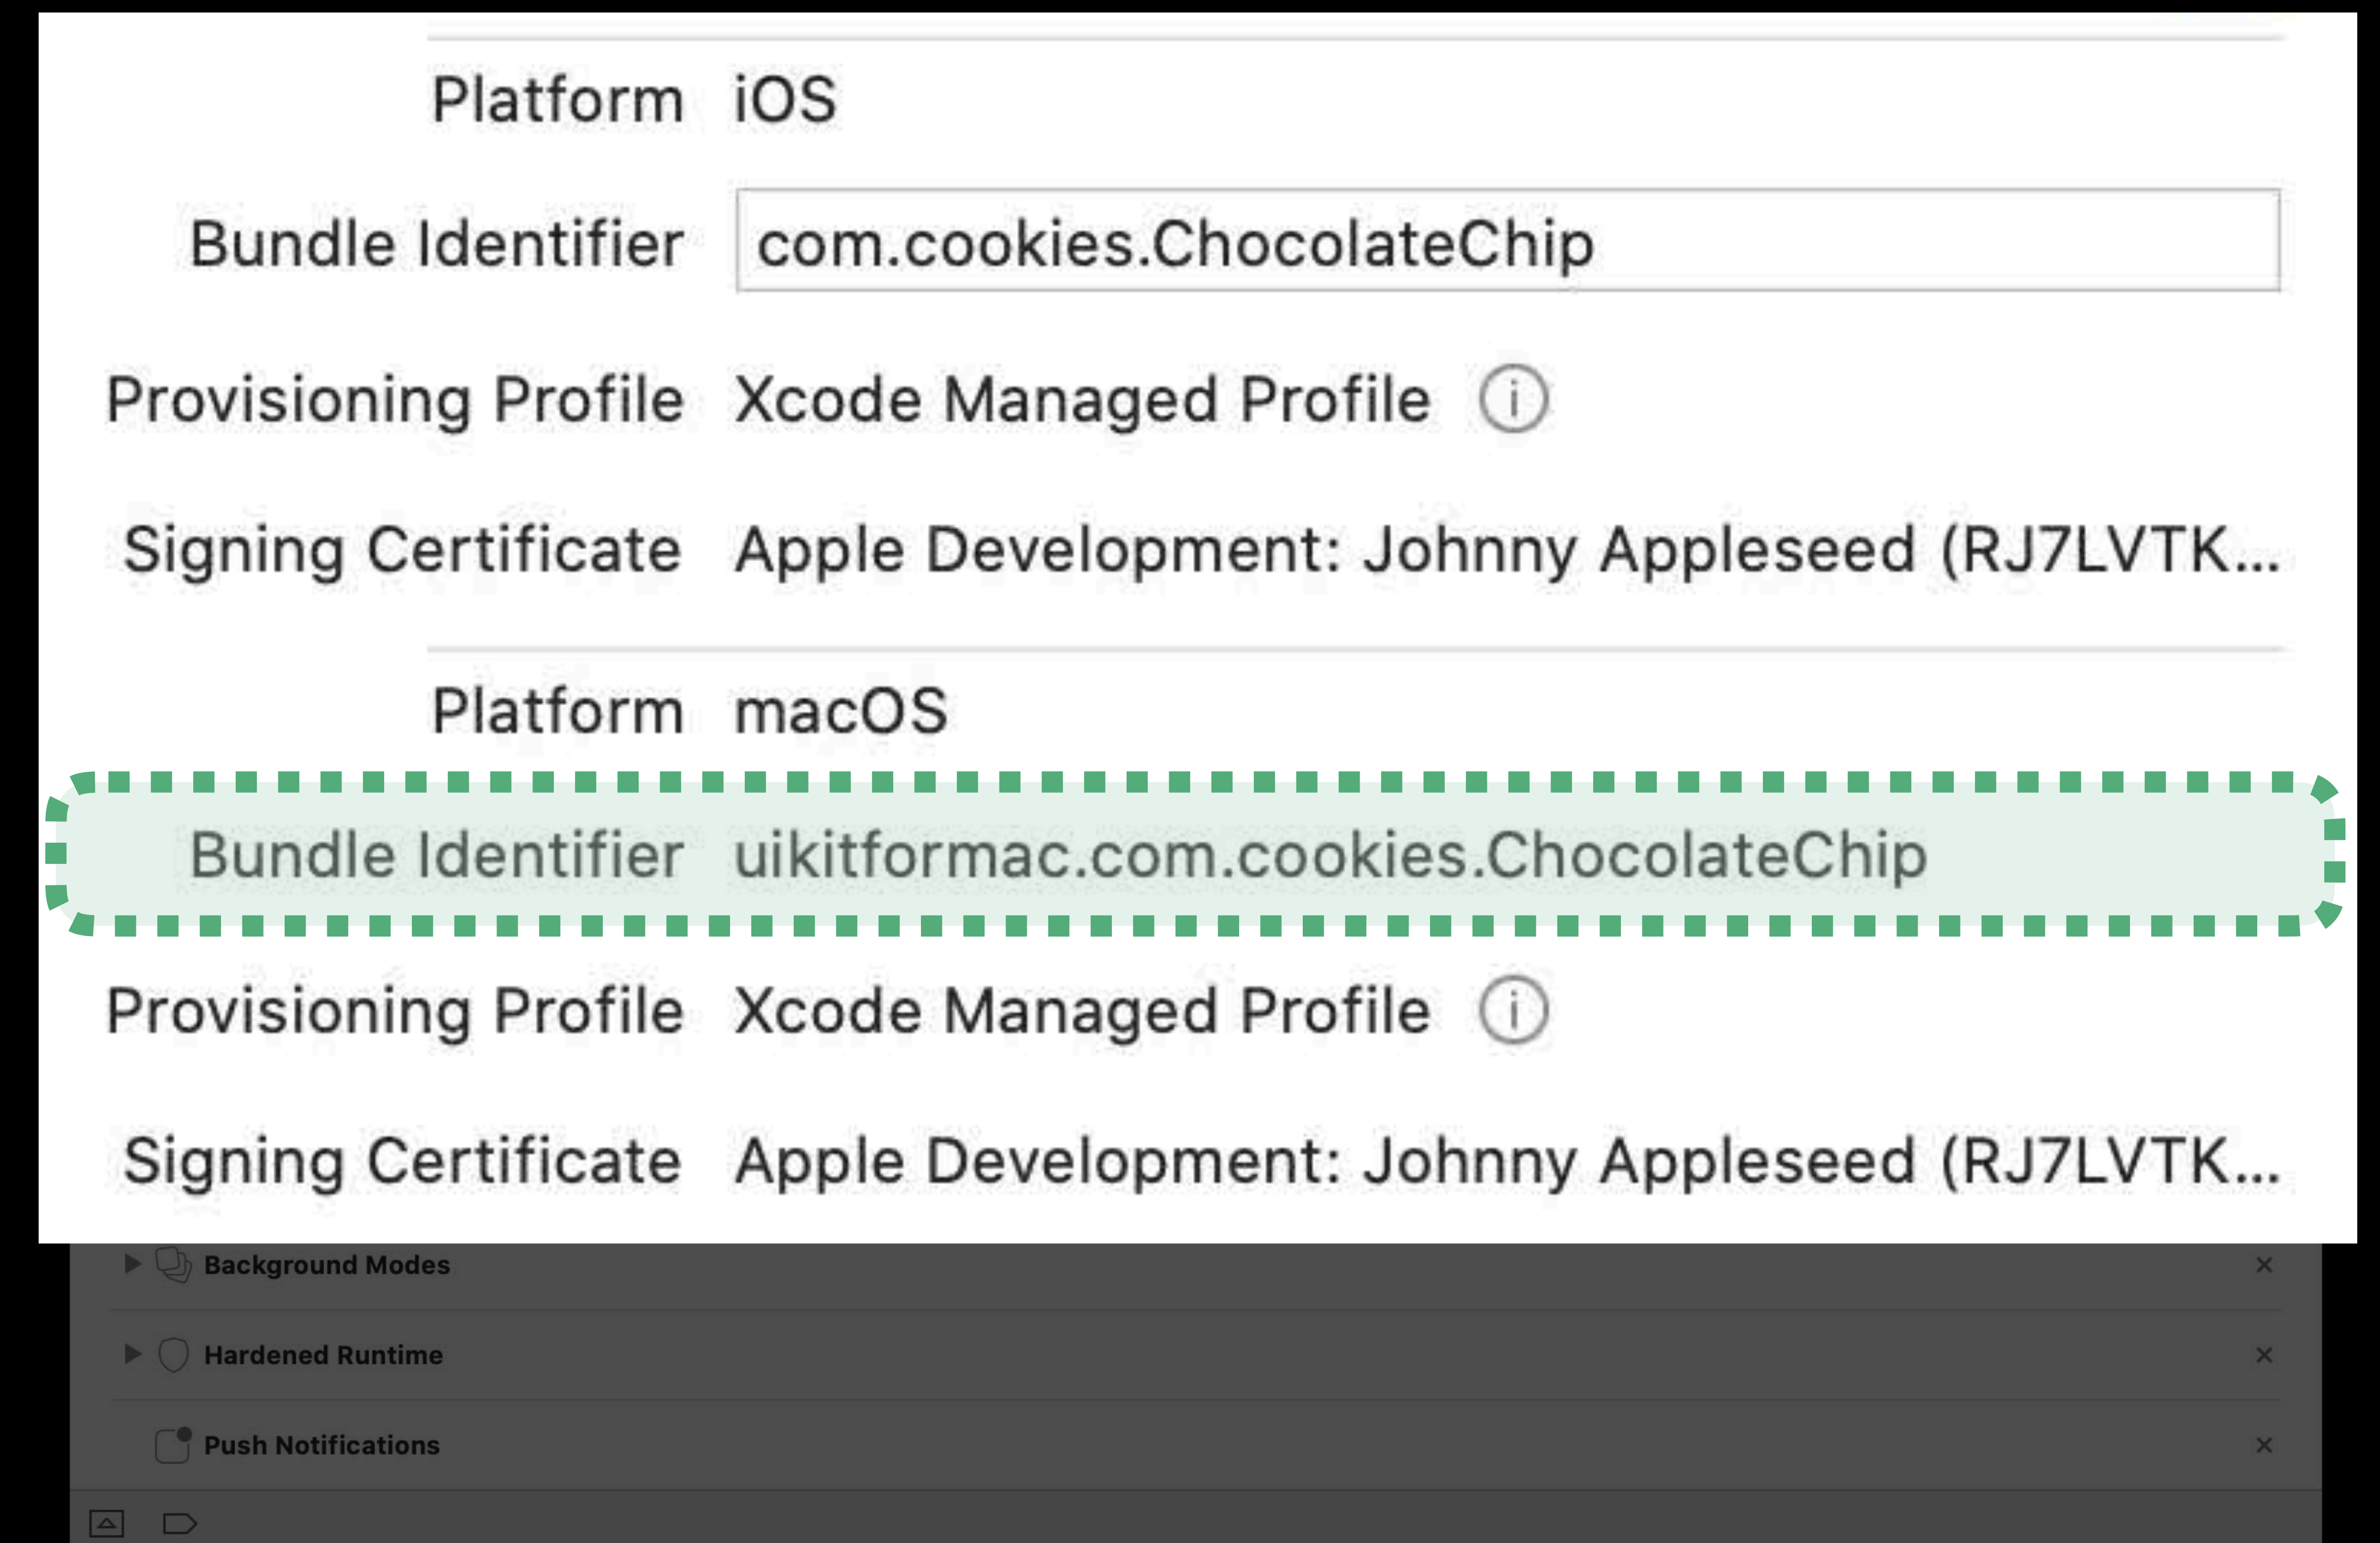 Platform iOS
Bundle Identifier com.cookies.ChocolateChip
Provisioning Profile Xcode Managed Profile
Signing Certificate Apple Development: Johnny Appleseed (RJ7LVTK...
Platform macOS
Bundle Identifier uikitformac.com.cookies.ChocolateChip
Provisioning Profile Xcode Managed Profile
Signing Certificate Apple Development: Johnny Appleseed (RJ7LVTK...
Background Modes
Hardened Runtime
Push Notifications